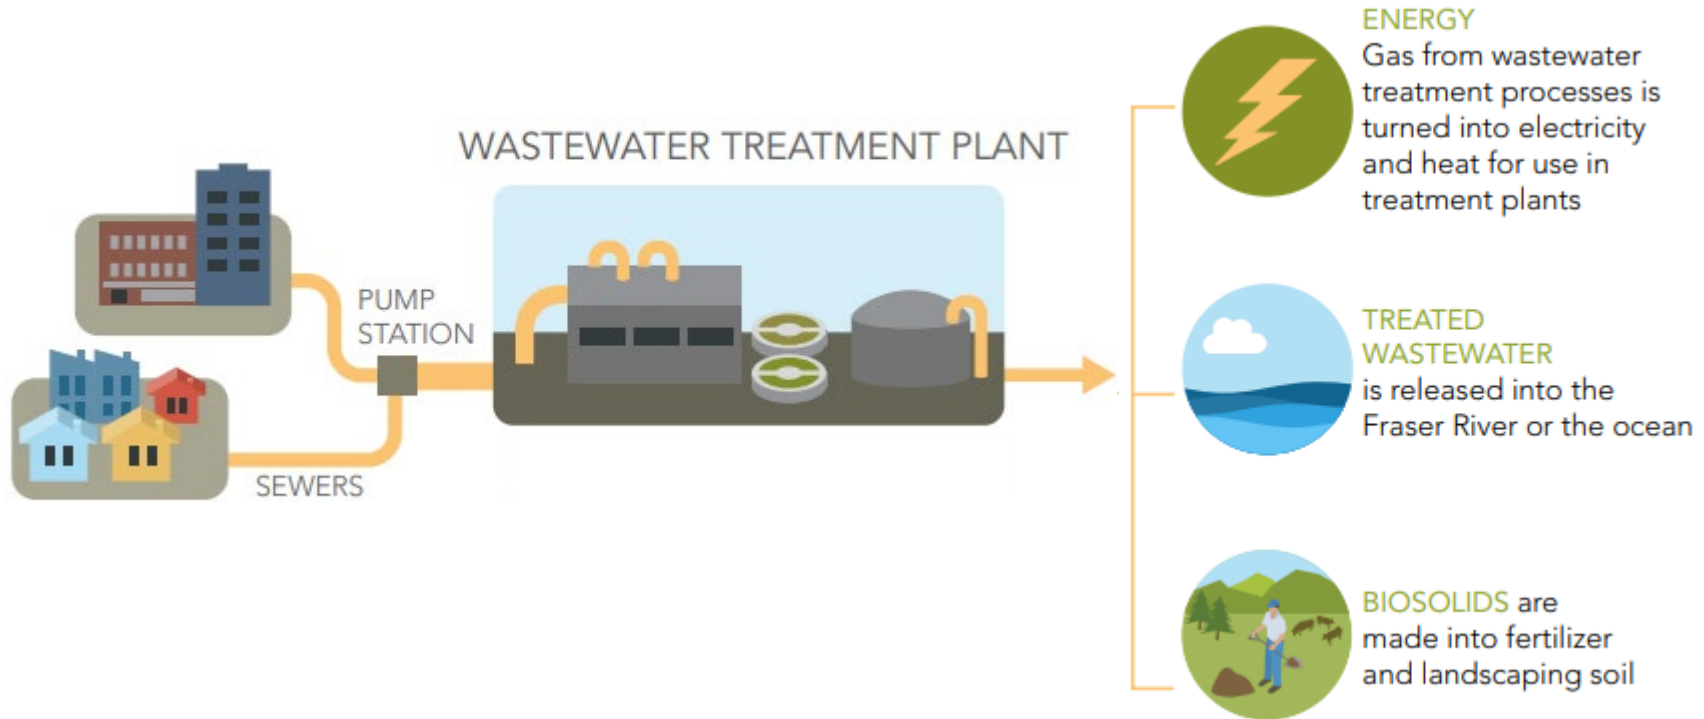 WASTEWATER TREATMENT PLANT
PUMP
STATION
SEWERS
ENERGY
Gas from wastewater
treatment processes is
turned into electricity
and heat for use in
treatment plants
TREATED
WASTEWATER
is released into the
Fraser River or the ocean
BIOSOLIDS are
made into fertilizer
and landscaping soil